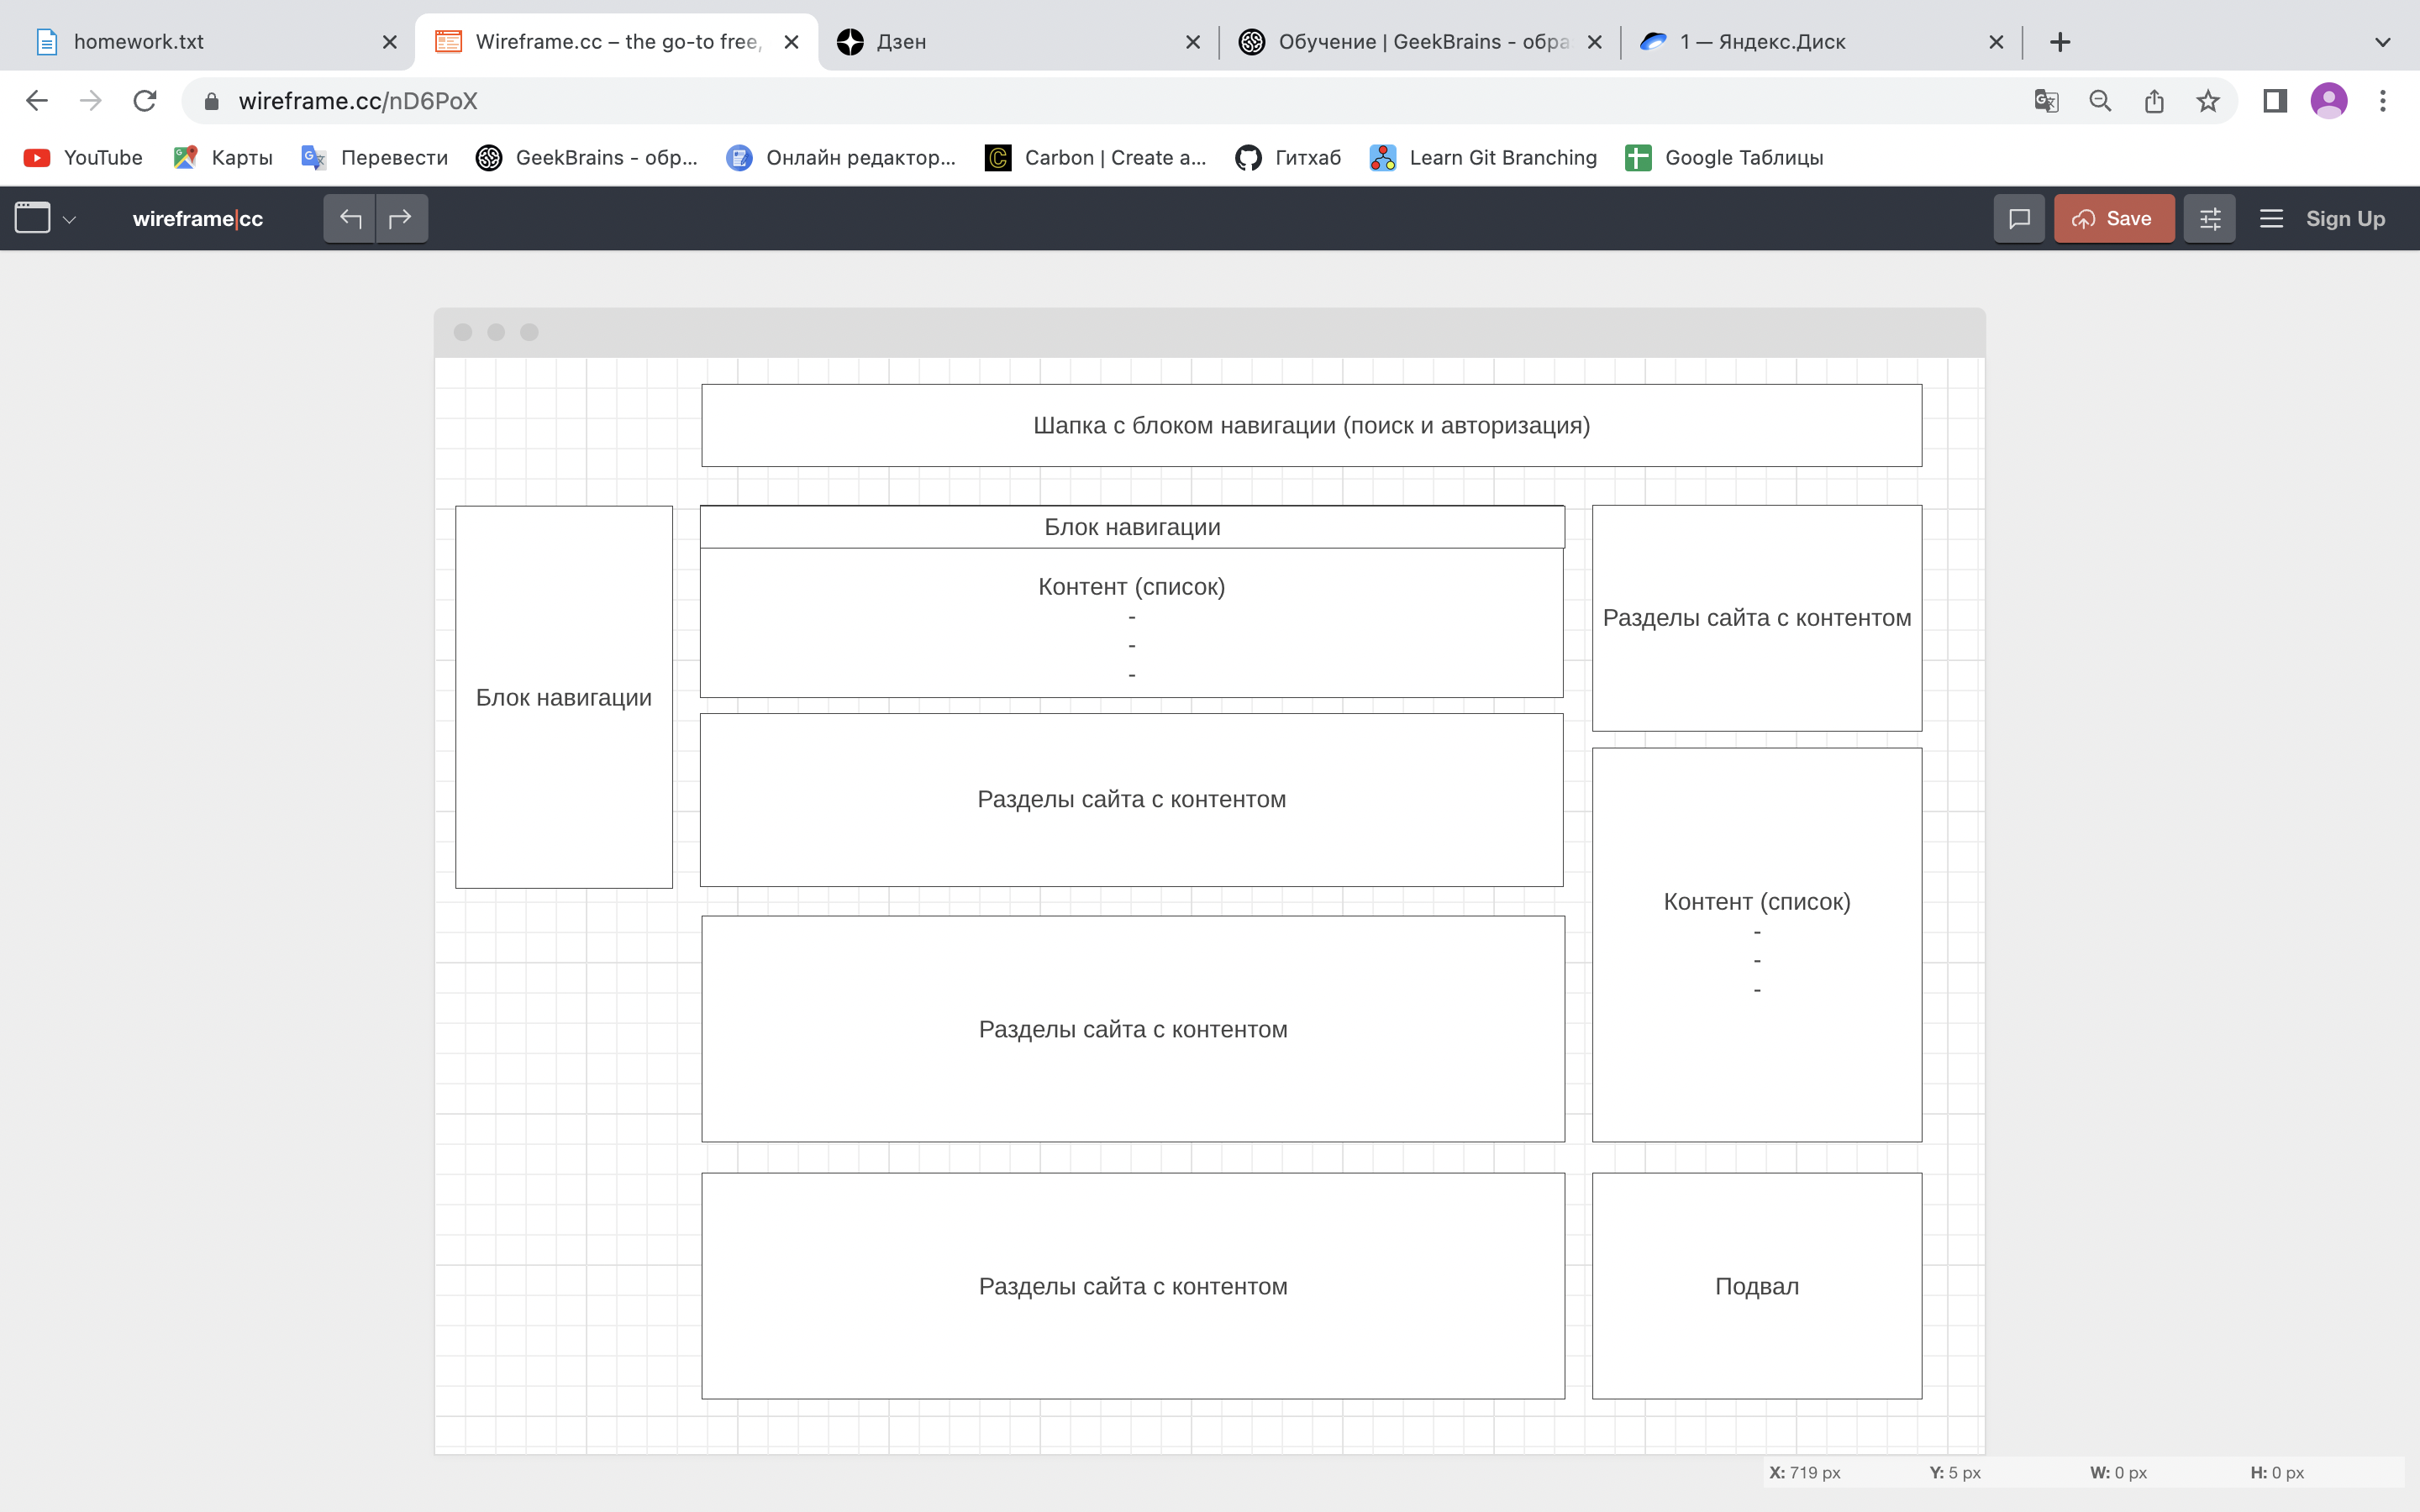 homework.txt
Wireframe.cc – the go-to free,
Дзен
Обучение | GeekBrains - обра
1 — Яндекс.Диск
wireframe.cc/nD6PoX
YouTube
Карты
Перевести
GeekBrains - обр...
Онлайн редактор...
Carbon | Create a...
Гитхаб
Learn Git Branching
Google Таблицы
wireframe|cc
Save
Sign Up
Шапка с блоком навигации (поиск и авторизация)
Блок навигации
Блок навигации
Контент (список)
-
-
-
Разделы сайта с контентом
Разделы сайта с контентом
Контент (список)
-
-
-
Разделы сайта с контентом
Разделы сайта с контентом
Подвал
X: 719 px Y: 5 px W: 0 px H: 0 px